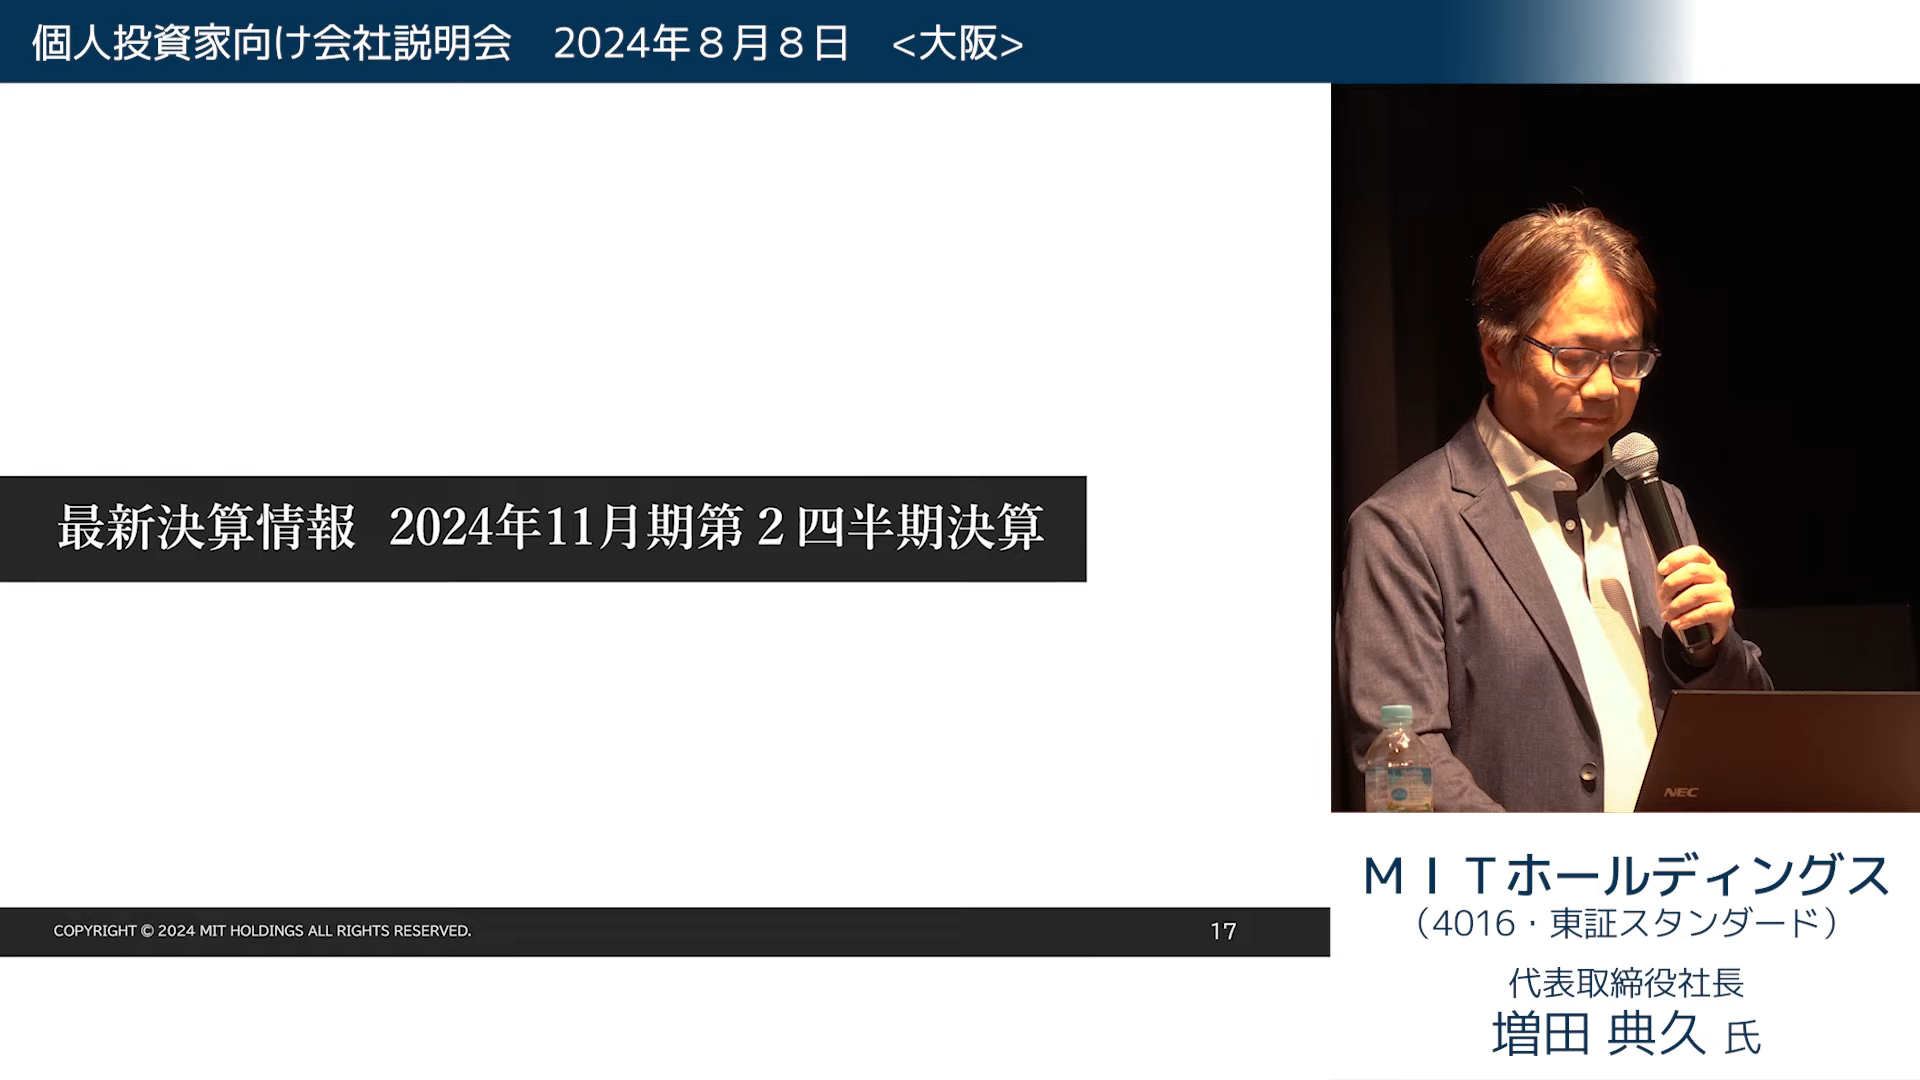 個人投資家向け会社説明会　2024年８月８日　<大阪>
最新決算情報 2024年11月期第２四半期決算
NEC
COPYRIGHT © 2024 MIT HOLDINGS ALL RIGHTS RESERVED.
17
ＭＩＴホールディングス
（4016・東証スタンダード）
代表取締役社長
増田 典久 氏